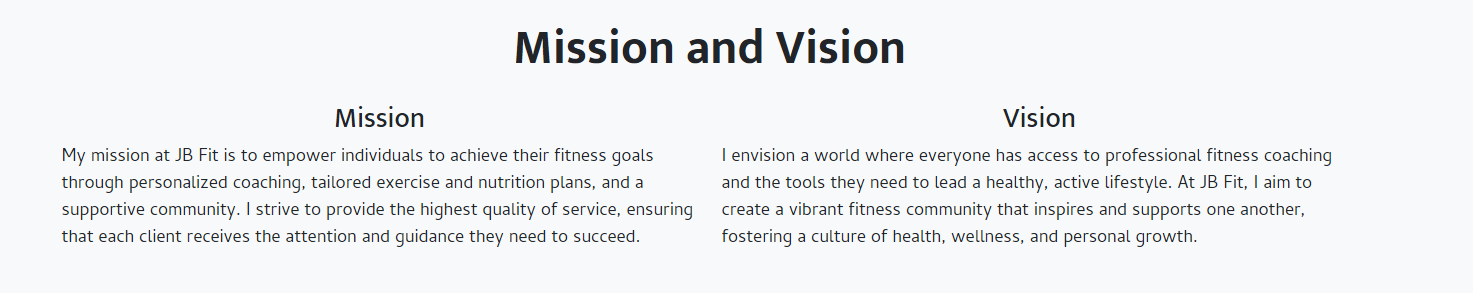 Mission and Vision
Mission
My mission at JB Fit is to empower individuals to achieve their fitness goals
through personalized coaching, tailored exercise and nutrition plans, and a
supportive community. I strive to provide the highest quality of service, ensuring
that each client receives the attention and guidance they need to succeed.
Vision
I envision a world where everyone has access to professional fitness coaching
and the tools they need to lead a healthy, active lifestyle. At JB Fit, I aim to
create a vibrant fitness community that inspires and supports one another,
fostering a culture of health, wellness, and personal growth.